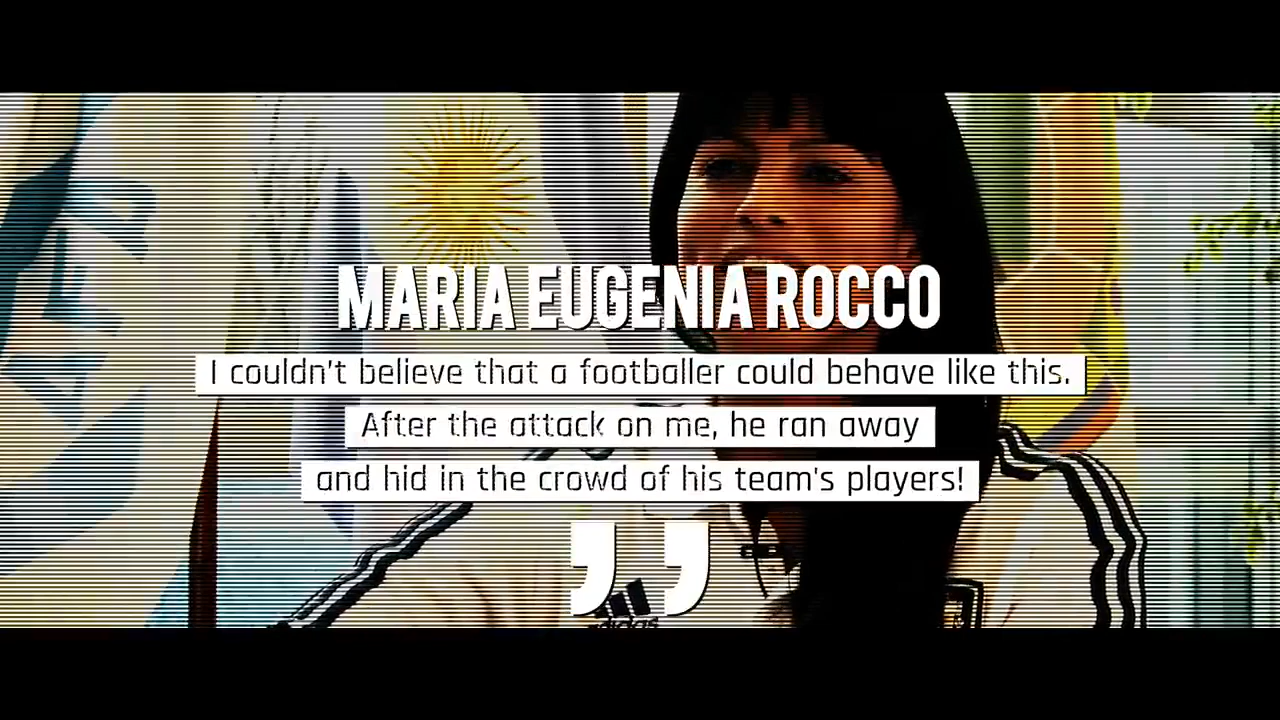 MARIA EUGENIA ROCCO
I couldn't believe that a footballer could behave like this.
After the attack on me, he ran away
and hid in the crowd of his team's players!
”
adidas